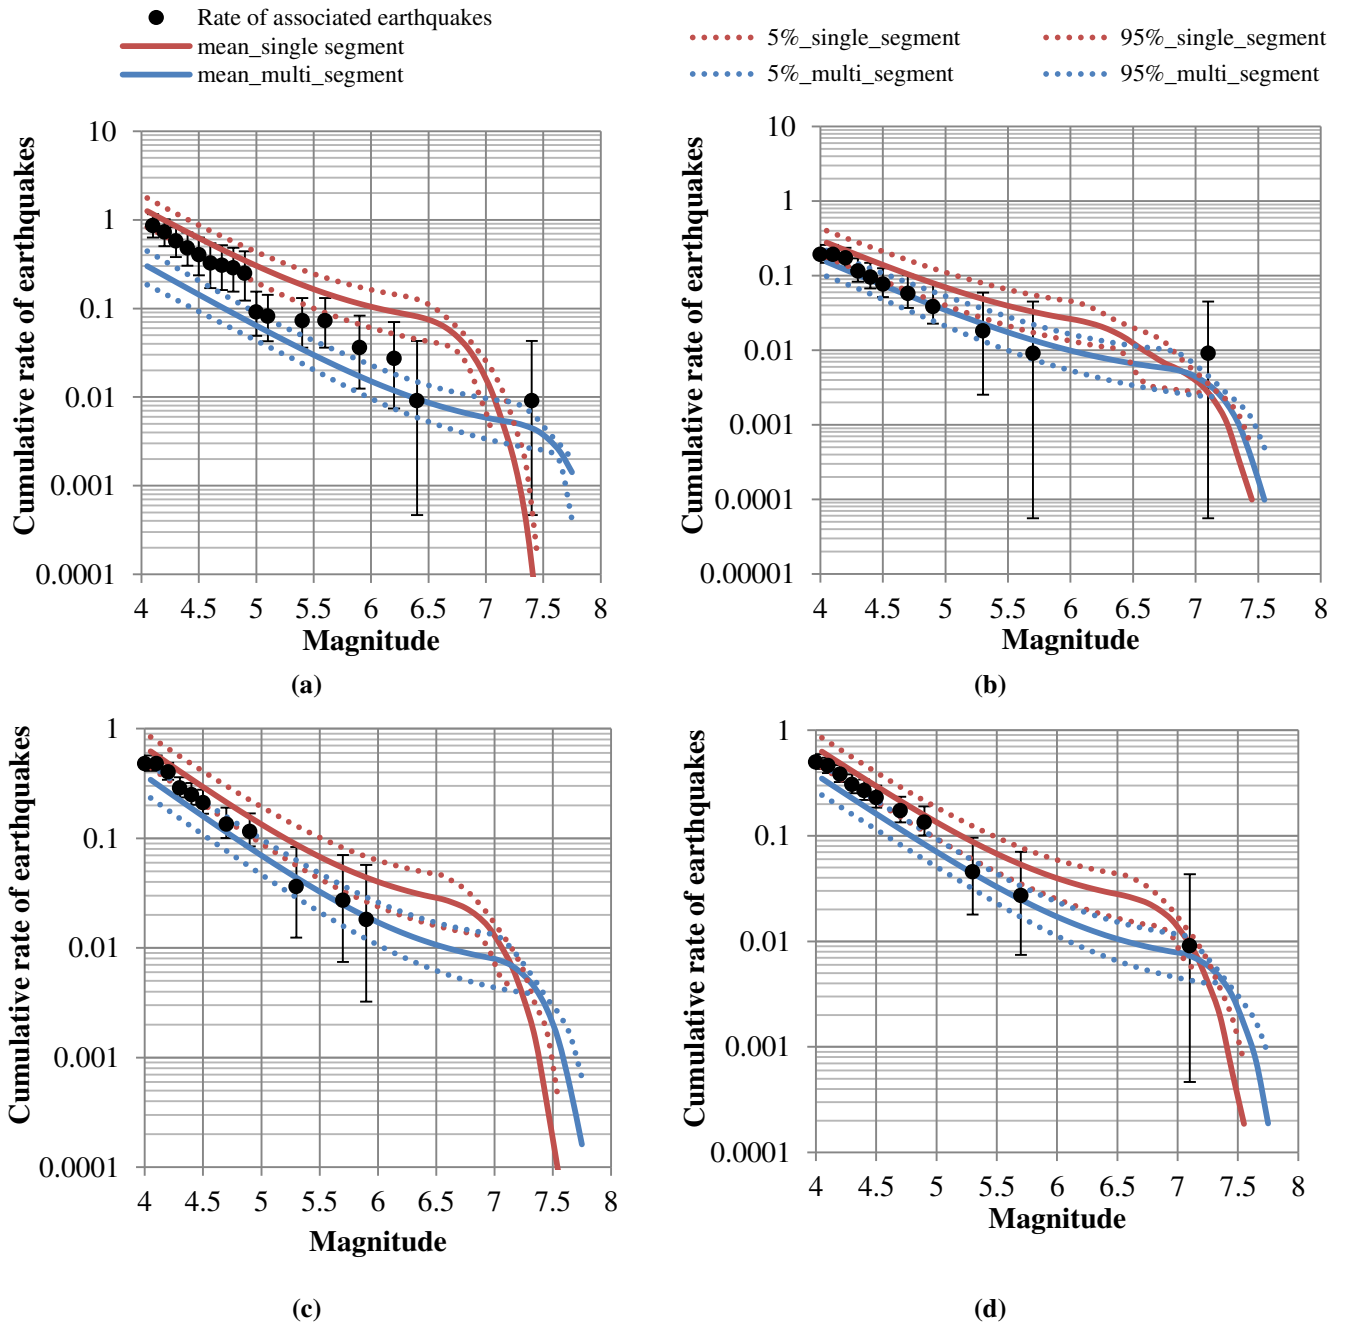 Rate of associated earthquakes
mean_single segment
mean_multi_segment
5%_single_segment 95%_single_segment
5%_multi_segment 95%_multi_segment
Cumulative rate of earthquakes
10
1
0.1
0.01
0.001
0.0001
4 4.5 5 5.5 6 6.5 7 7.5 8
Magnitude
(a)
Cumulative rate of earthquakes
10
1
0.1
0.01
0.001
0.0001
0.00001
4 4.5 5 5.5 6 6.5 7 7.5 8
Magnitude
(b)
Cumulative rate of earthquakes
1
0.1
0.01
0.001
0.0001
4 4.5 5 5.5 6 6.5 7 7.5 8
Magnitude
(c)
Cumulative rate of earthquakes
1
0.1
0.01
0.001
0.0001
4 4.5 5 5.5 6 6.5 7 7.5 8
Magnitude
(d)